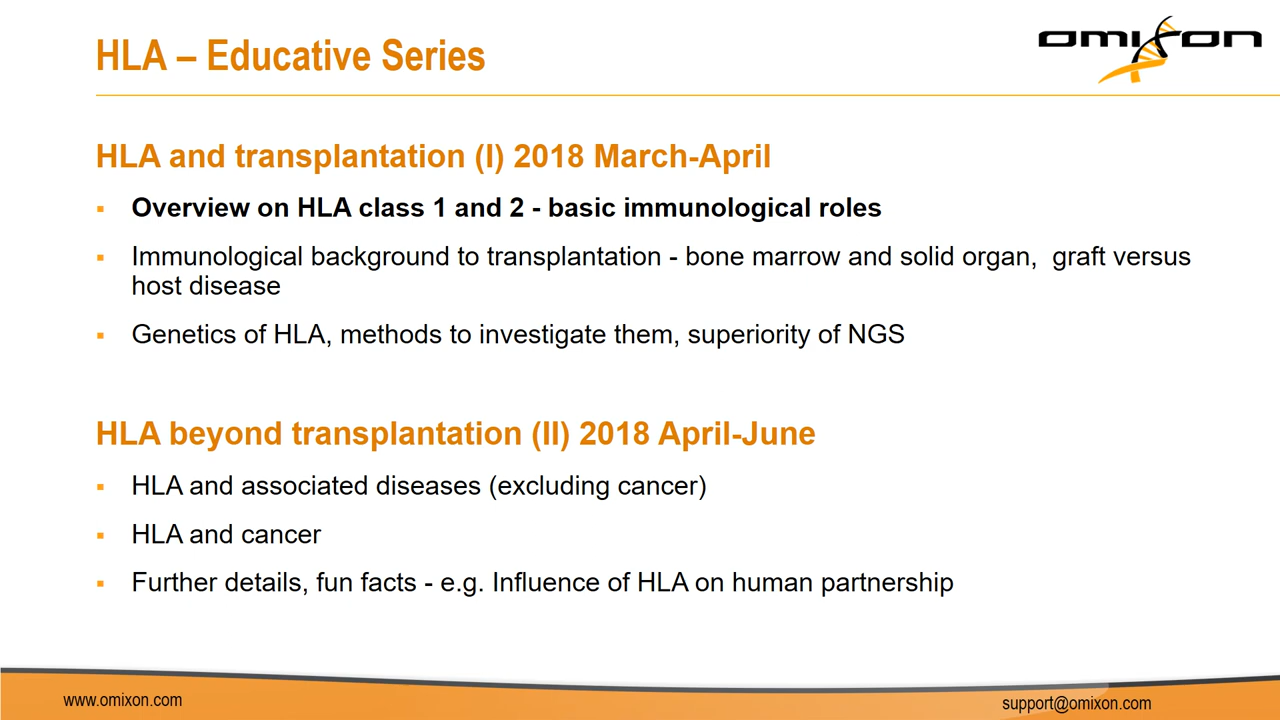 HLA – Educative Series
omixon
HLA and transplantation (I) 2018 March-April
▪ Overview on HLA class 1 and 2 - basic immunological roles
▪ Immunological background to transplantation - bone marrow and solid organ,  graft versus
host disease
▪ Genetics of HLA, methods to investigate them, superiority of NGS
HLA beyond transplantation (II) 2018 April-June
▪ HLA and associated diseases (excluding cancer)
▪ HLA and cancer
▪ Further details, fun facts - e.g. Influence of HLA on human partnership
www.omixon.com
support@omixon.com